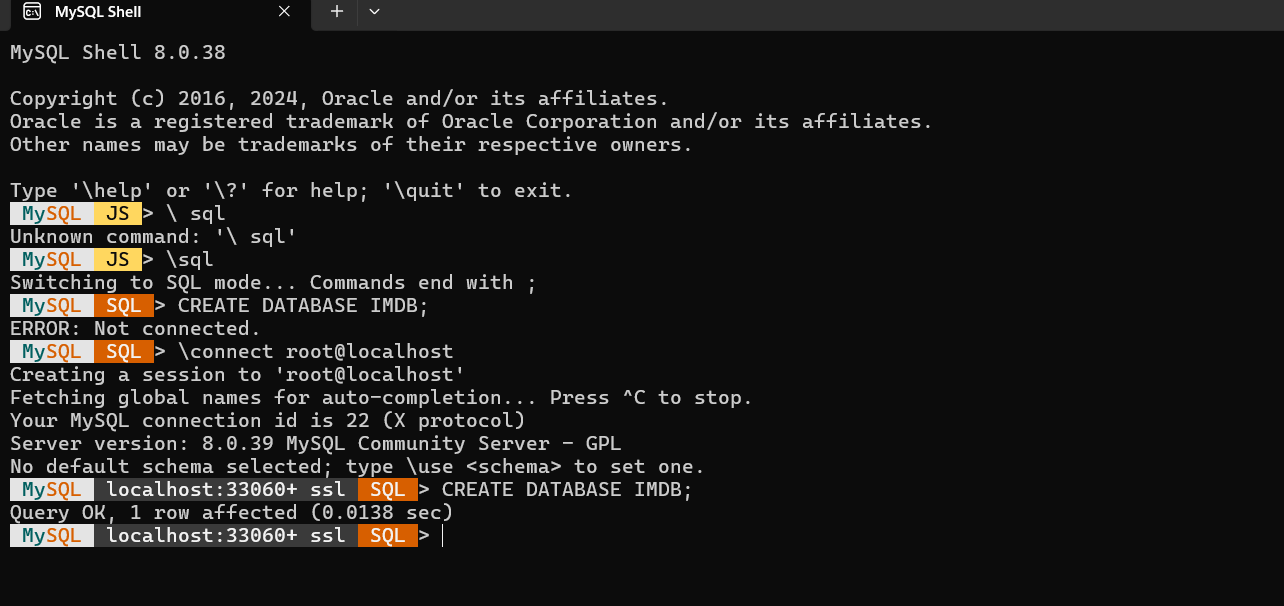 MySQL Shell
MySQL Shell 8.0.38
Copyright (c) 2016, 2024, Oracle and/or its affiliates.
Oracle is a registered trademark of Oracle Corporation and/or its affiliates.
Other names may be trademarks of their respective owners.
Type '\help' or '\?' for help; '\quit' to exit.
MySQL JS > \ sql
Unknown command: '\ sql'
MySQL JS > \sql
Switching to SQL mode... Commands end with ;
MySQL SQL > CREATE DATABASE IMDB;
ERROR: Not connected.
MySQL SQL > \connect root@localhost
Creating a session to 'root@localhost'
Fetching global names for auto-completion... Press ^C to stop.
Your MySQL connection id is 22 (X protocol)
Server version: 8.0.39 MySQL Community Server - GPL
No default schema selected; type \use <schema> to set one.
MySQL localhost:33060+ ssl SQL > CREATE DATABASE IMDB;
Query OK, 1 row affected (0.0138 sec)
MySQL localhost:33060+ ssl SQL >